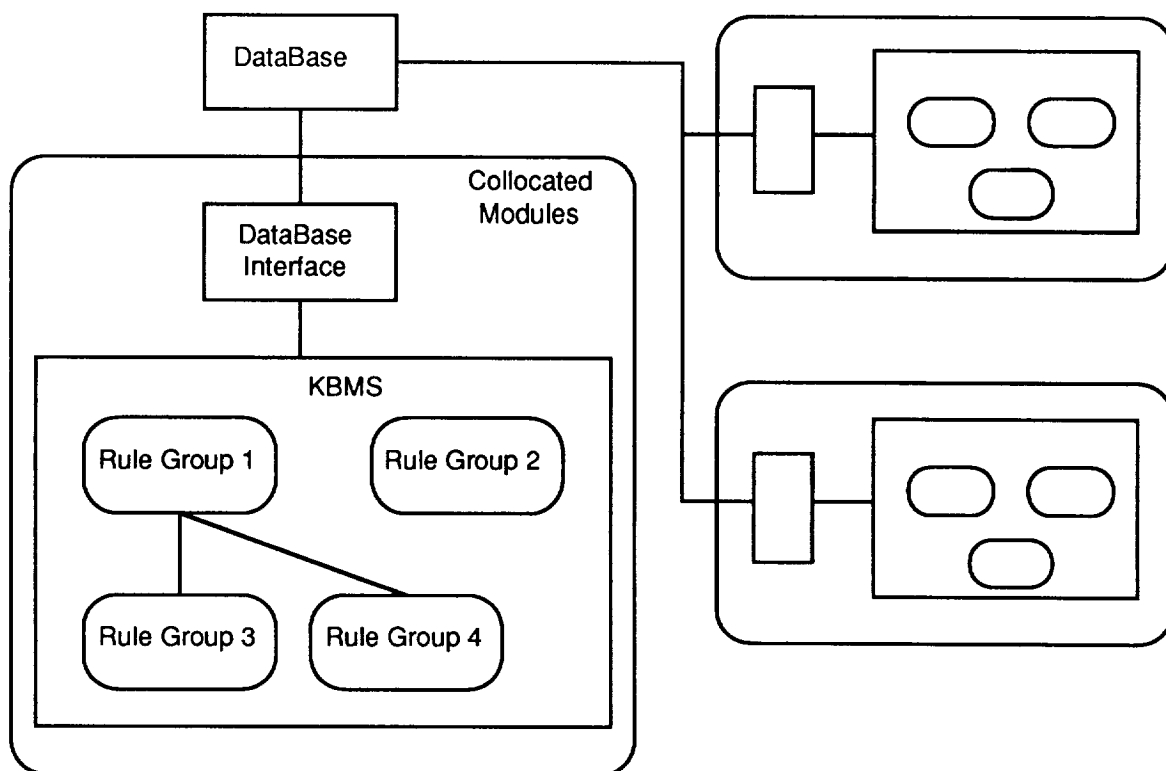 DataBase
Collocated
Modules
DataBase
Interface
KBMS
Rule Group 1
Rule Group 2
Rule Group 3
Rule Group 4